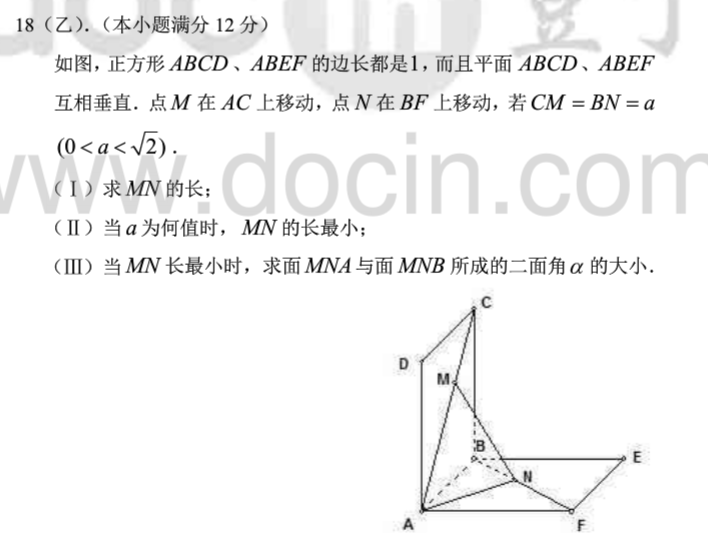 18（乙）．（本小题满分 12 分）
如图，正方形 ABCD 、ABEF 的边长都是1，而且平面 ABCD 、ABEF
互相垂直．点 M 在 AC 上移动，点 N 在 BF 上移动，若 CM = BN = a
(0 < a < √2) ．
（Ⅰ）求 MN 的长；
（Ⅱ）当 a 为何值时， MN 的长最小；
（Ⅲ）当 MN 长最小时，求面 MNA 与面 MNB 所成的二面角 α 的大小．
www.docin.com
C
D
M
B
E
N
A
F